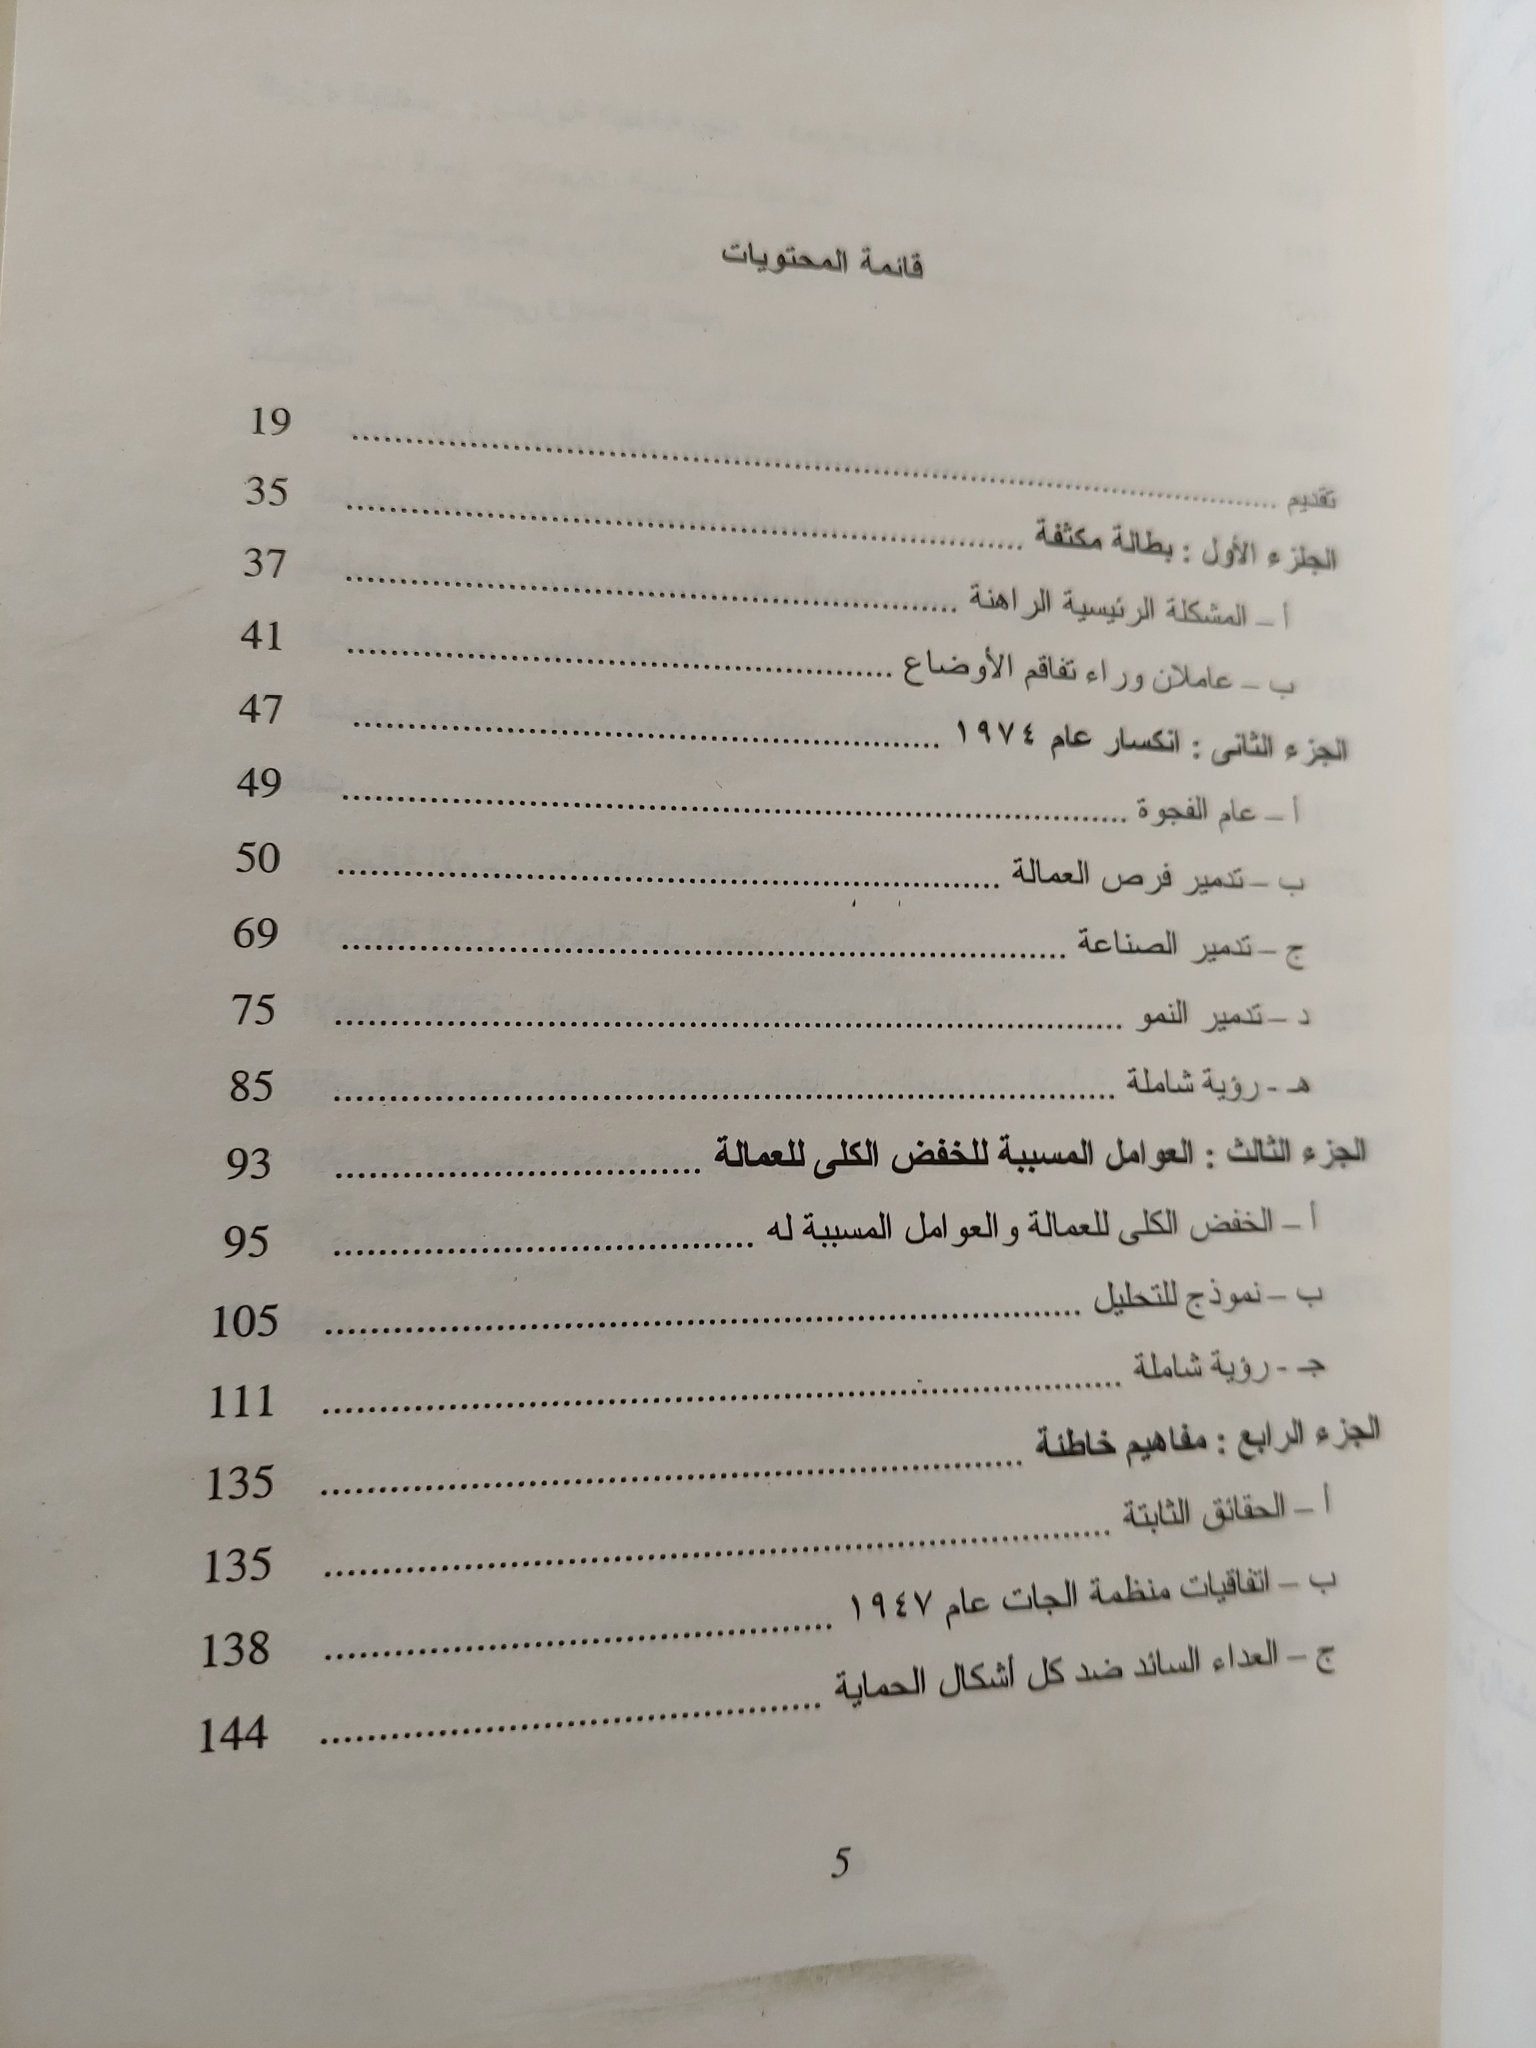 قائمة المحتويات
تقديم ........ 19
الجلزء الأول : بطالة مكثفة ........ 35
أ – المشكلة الرئيسية الراهنة ........ 37
ب – عاملان وراء تفاقم الأوضاع ........ 41
الجزء الثانى : انكسار عام ١٩٧٤ ........ 47
أ – عام الفجوة ........ 49
ب – تدمير فرص العمالة ........ 50
ج – تدمير الصناعة ........ 69
د – تدمير النمو ........ 75
هـ - رؤية شاملة ........ 85
الجزء الثالث : العوامل المسببة للخفض الكلى للعمالة ........ 93
أ – الخفض الكلى للعمالة والعوامل المسببة له ........ 95
ب – نموذج للتحليل ........ 105
جـ - رؤية شاملة ........ 111
الجزء الرابع : مفاهيم خاطئة ........ 135
أ – الحقائق الثابتة ........ 135
ب – اتفاقيات منظمة الجات عام ١٩٤٧ ........ 138
ج – العداء السائد ضد كل أشكال الحماية ........ 144
5